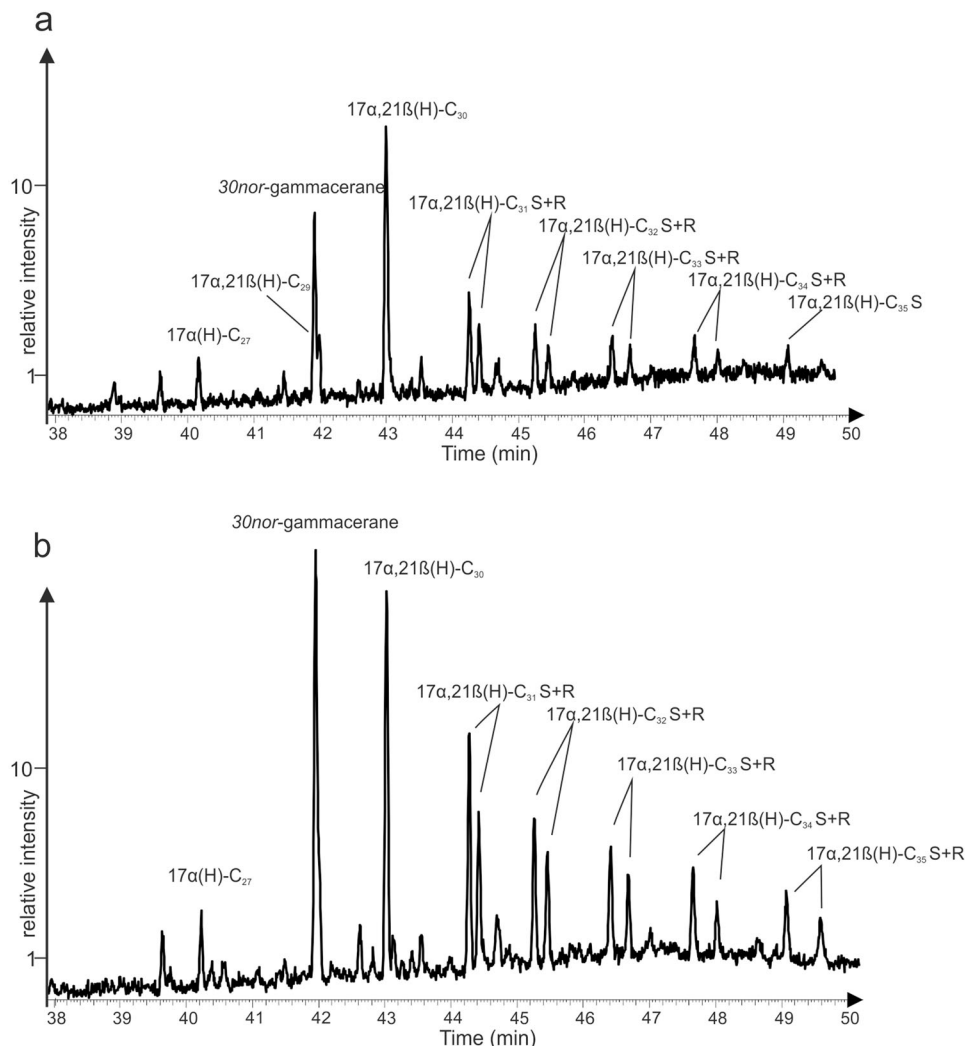 a
17α,21ß(H)-C₃₀
10
30nor-gammacerane
17α,21ß(H)-C₃₁ S+R
17α,21ß(H)-C₃₂ S+R
17α,21ß(H)-C₃₃ S+R
17α,21ß(H)-C₂₉
17α,21ß(H)-C₃₄ S+R
17α,21ß(H)-C₃₅ S
17α(H)-C₂₇
relative intensity
1
38 39 40 41 42 43 44 45 46 47 48 49 50
Time (min)
b
30nor-gammacerane
17α,21ß(H)-C₃₀
17α,21ß(H)-C₃₁ S+R
17α,21ß(H)-C₃₂ S+R
10
17α,21ß(H)-C₃₃ S+R
17α,21ß(H)-C₃₄ S+R
17α,21ß(H)-C₃₅ S+R
17α(H)-C₂₇
relative intensity
1
38 39 40 41 42 43 44 45 46 47 48 49 50
Time (min)